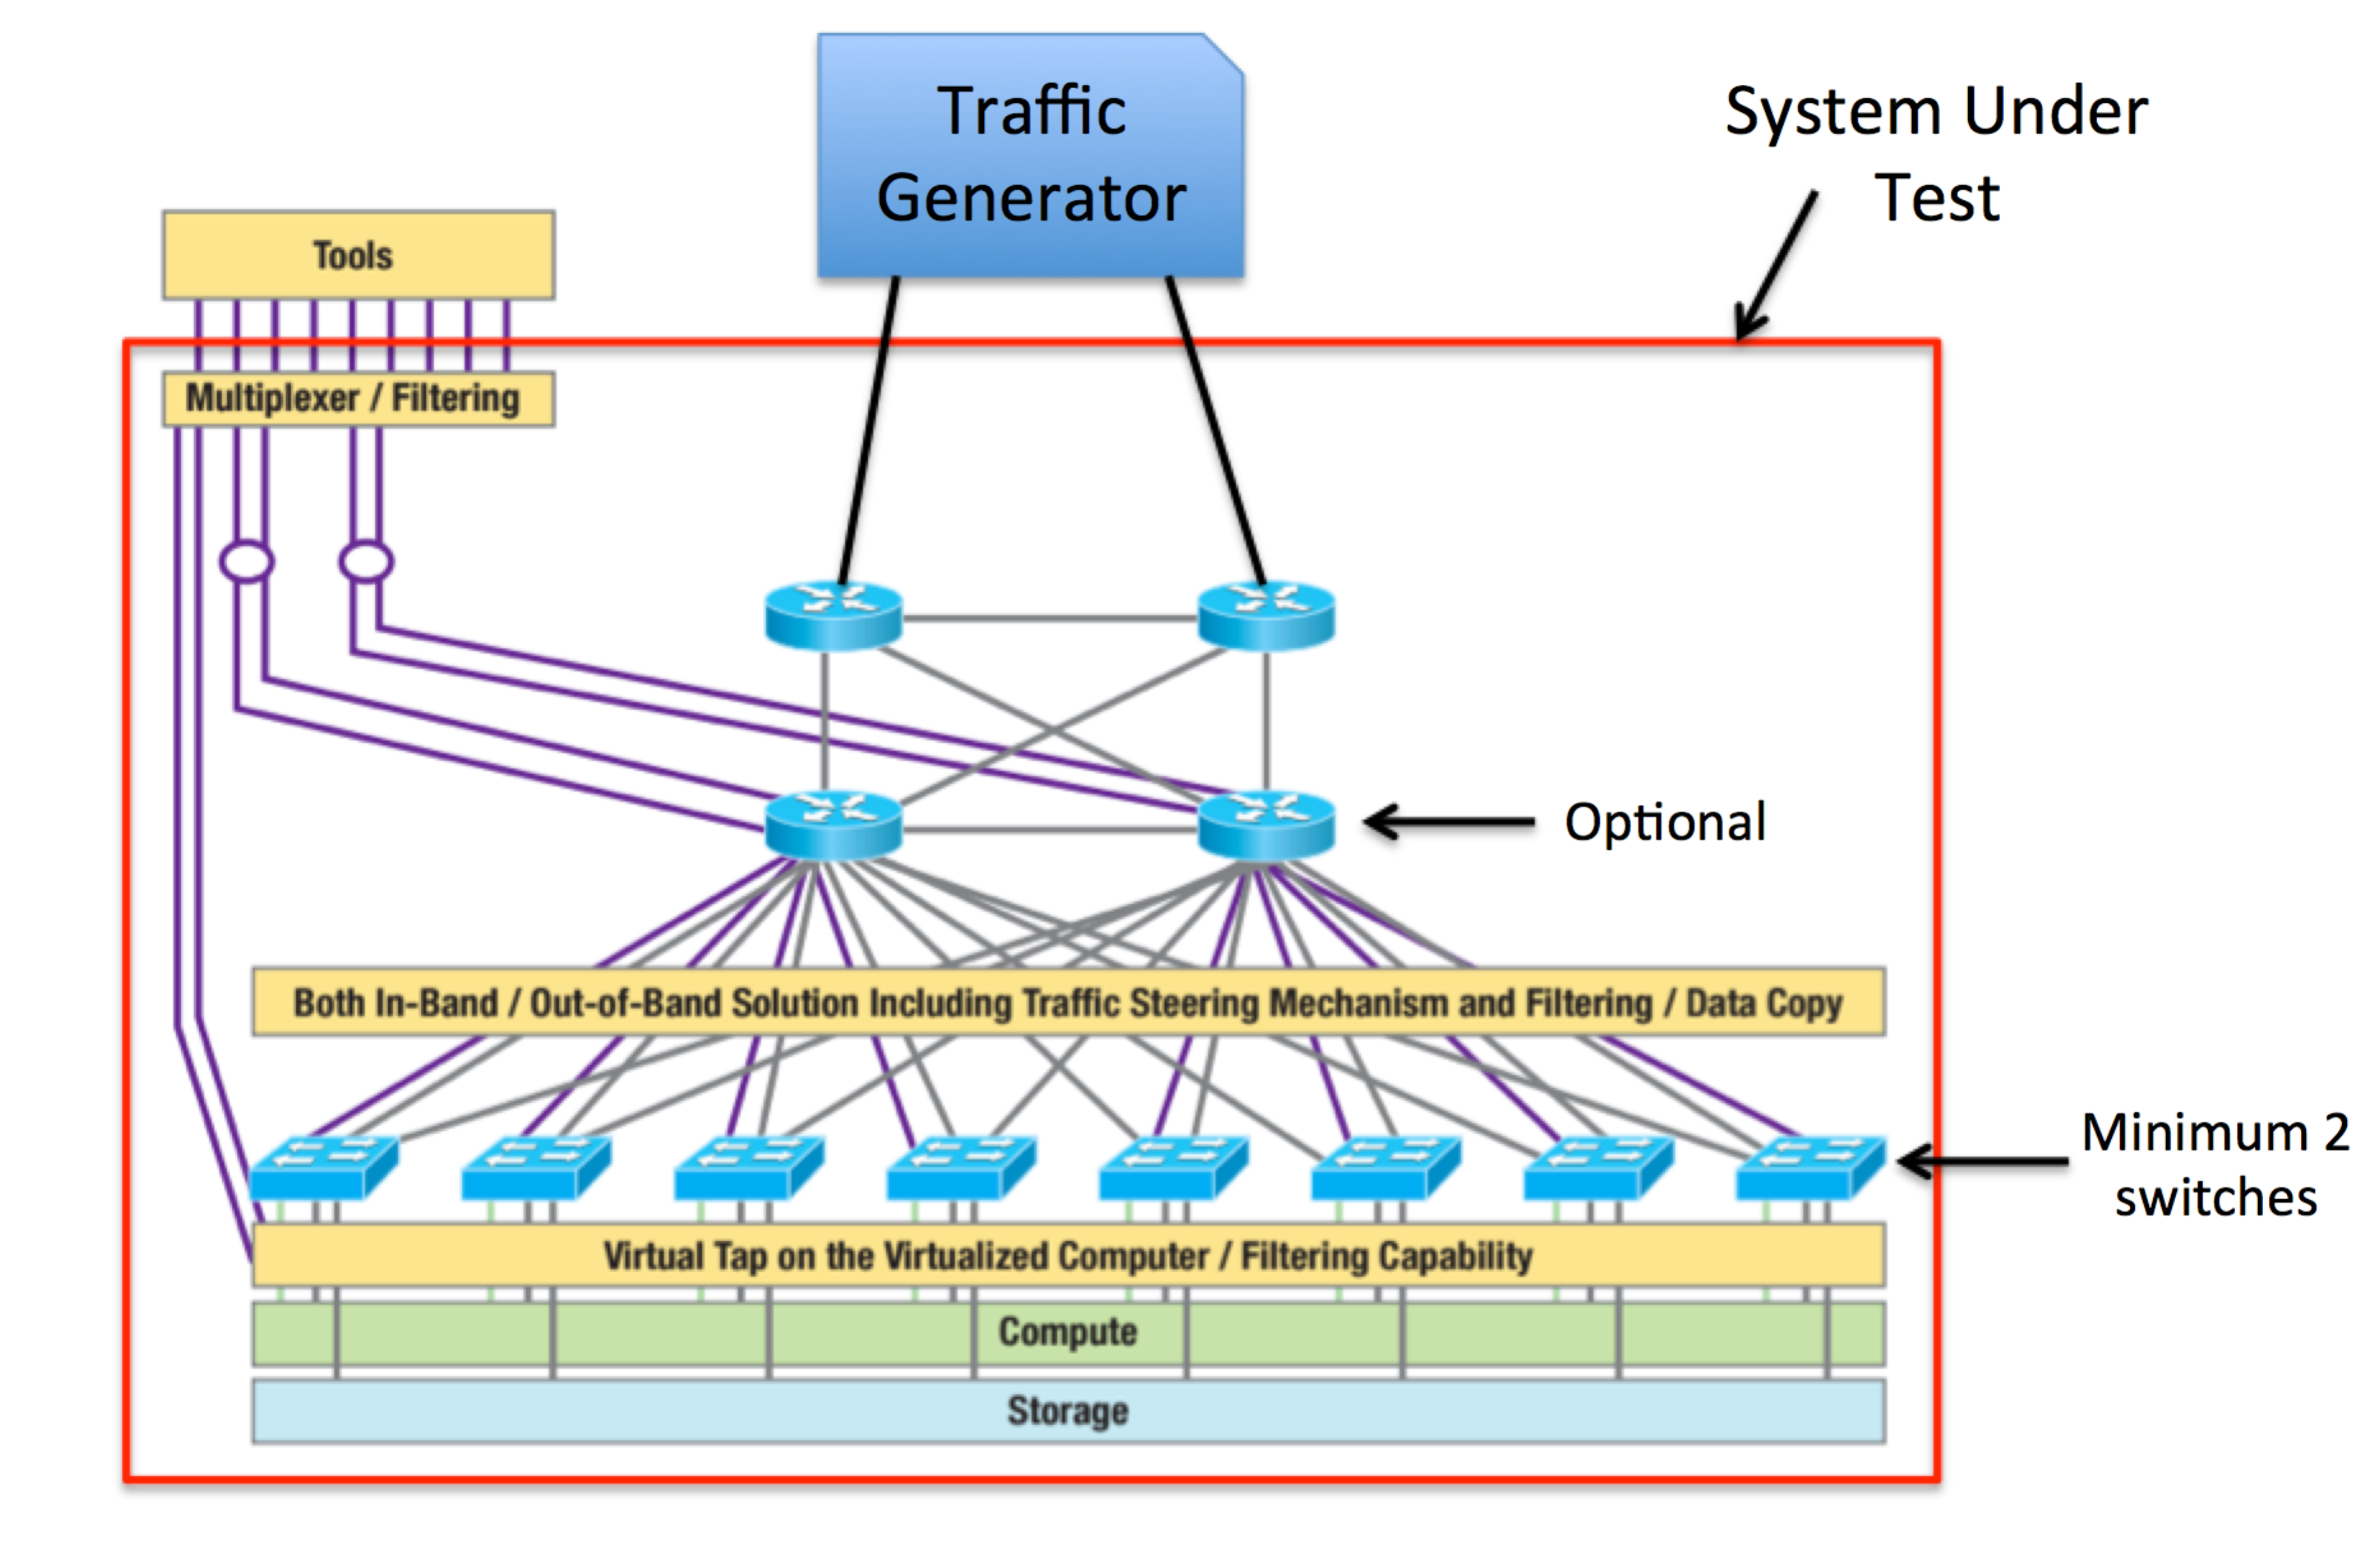 Traffic
Generator
System Under
Test
Tools
Multiplexer / Filtering
Optional
Both In-Band / Out-of-Band Solution Including Traffic Steering Mechanism and Filtering / Data Copy
Minimum 2
switches
Virtual Tap on the Virtualized Computer / Filtering Capability
Compute
Storage